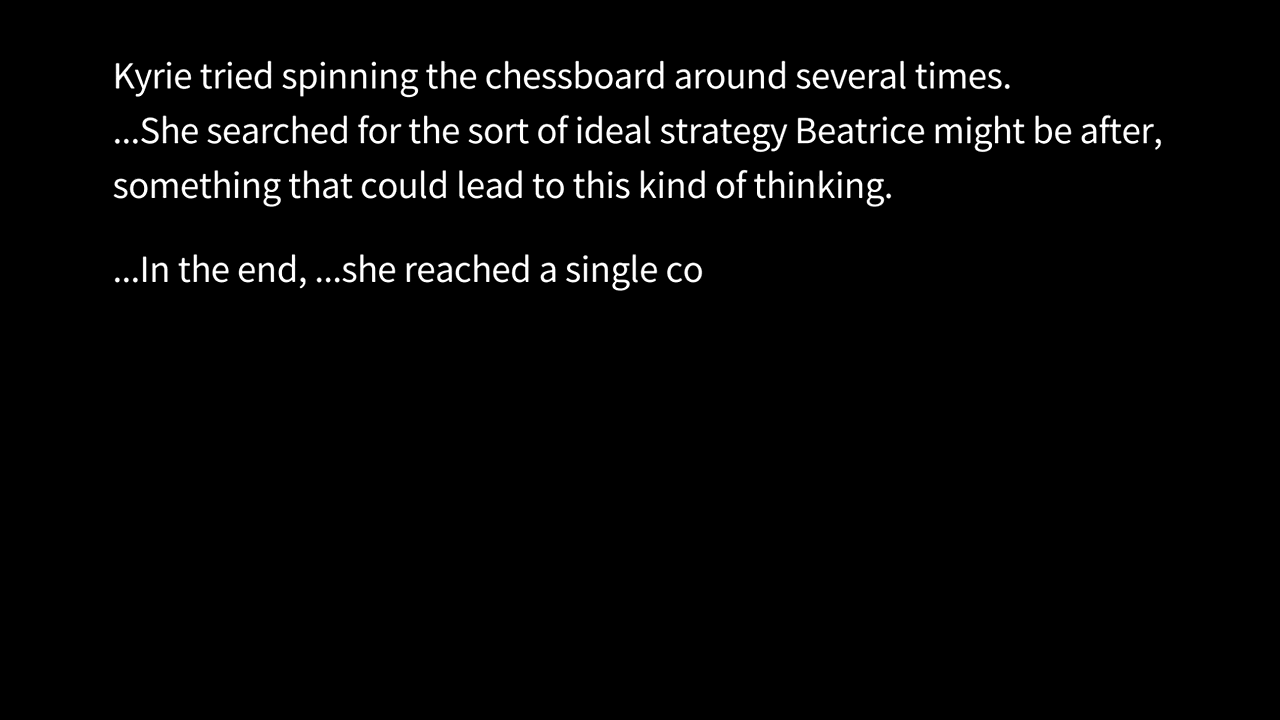 Kyrie tried spinning the chessboard around several times.
...She searched for the sort of ideal strategy Beatrice might be after,
something that could lead to this kind of thinking.
...In the end, ...she reached a single co